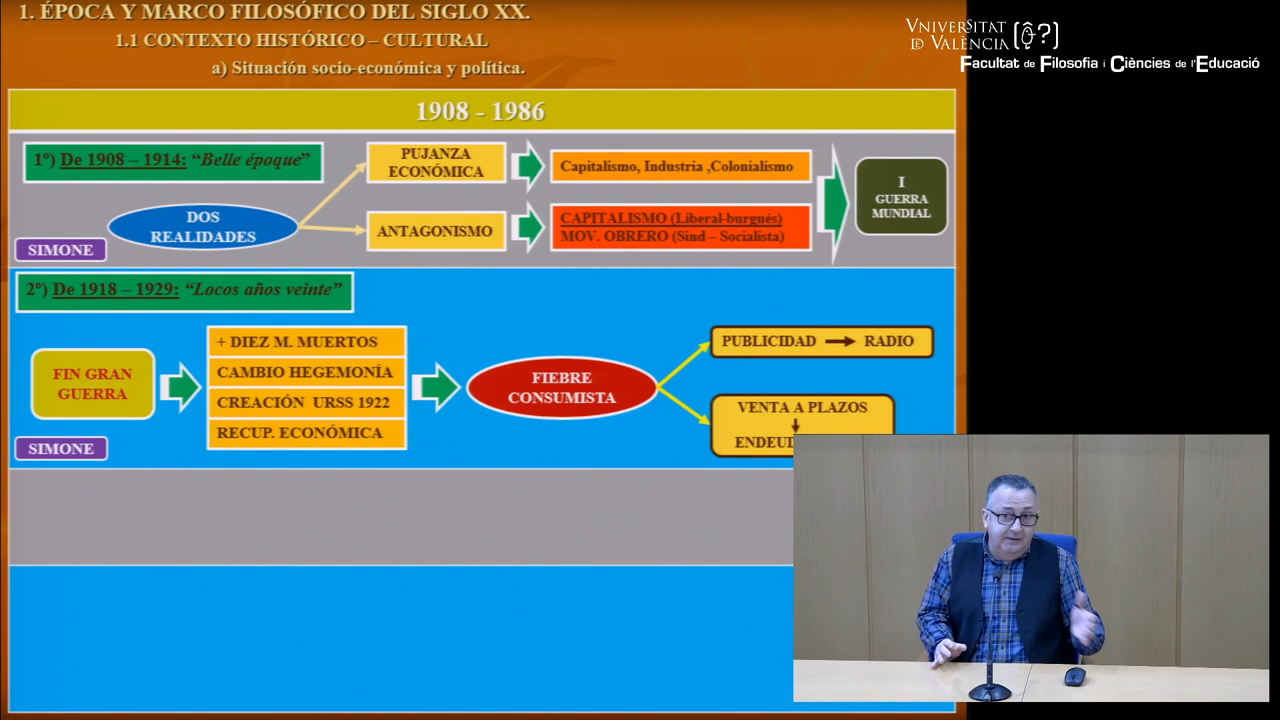 1. ÉPOCA Y MARCO FILOSÓFICO DEL SIGLO XX.
1.1 CONTEXTO HISTÓRICO – CULTURAL
a) Situación socio-económica y política.
VNIVERSITAT
DE VALÈNCIA
Facultat de Filosofia i Ciències de l'Educació
1908 - 1986
1º) De 1908 – 1914: “Belle époque”
DOS
REALIDADES
SIMONE
PUJANZA
ECONÓMICA
ANTAGONISMO
Capitalismo, Industria ,Colonialismo
CAPITALISMO (Liberal-burgués)
MOV. OBRERO (Sind – Socialista)
I
GUERRA
MUNDIAL
2º) De 1918 – 1929: “Locos años veinte”
FIN GRAN
GUERRA
SIMONE
+ DIEZ M. MUERTOS
CAMBIO HEGEMONÍA
CREACIÓN URSS 1922
RECUP. ECONÓMICA
FIEBRE
CONSUMISTA
PUBLICIDAD → RADIO
VENTA A PLAZOS